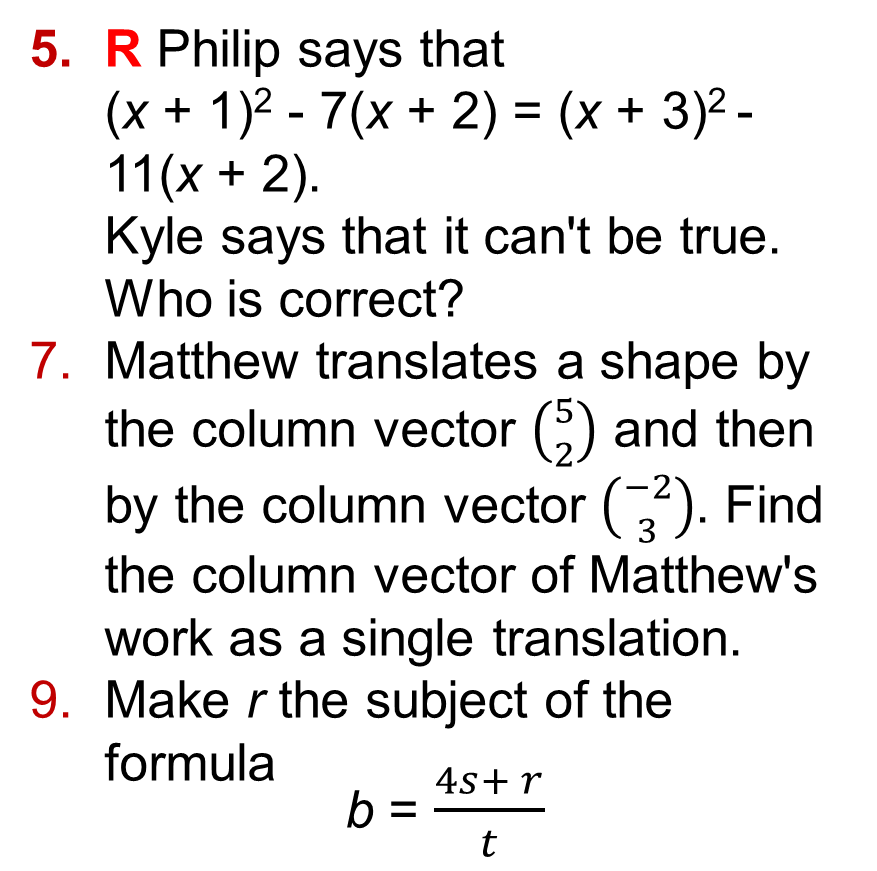 5. R Philip says that
(x + 1)² - 7(x + 2) = (x + 3)² -
11(x + 2).
Kyle says that it can't be true.
Who is correct?
7. Matthew translates a shape by
the column vector (5 2) and then
by the column vector (−2 3). Find
the column vector of Matthew's
work as a single translation.
9. Make r the subject of the
formula
b = (4s+ r)/t